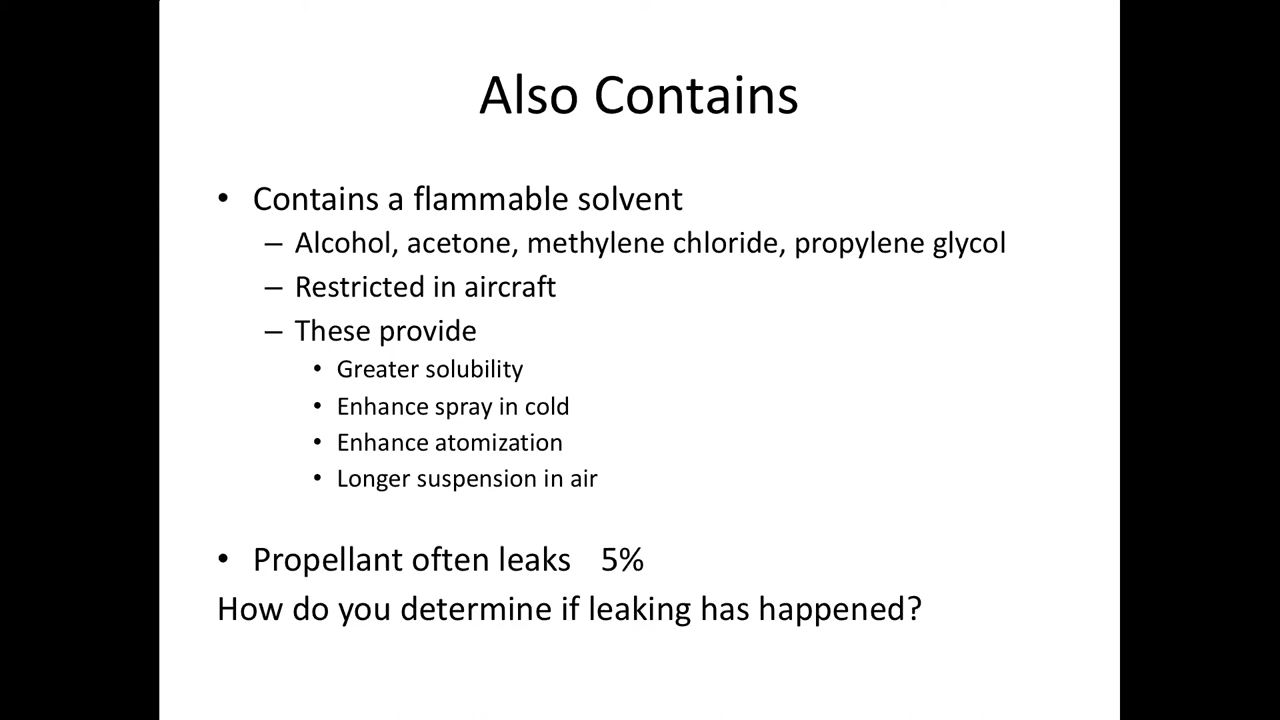 Also Contains
• Contains a flammable solvent
– Alcohol, acetone, methylene chloride, propylene glycol
– Restricted in aircraft
– These provide
• Greater solubility
• Enhance spray in cold
• Enhance atomization
• Longer suspension in air
• Propellant often leaks 5%
How do you determine if leaking has happened?